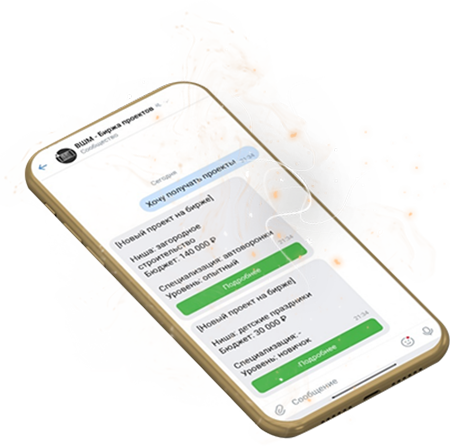 ВШМ - Биржа проектов
Сообщество
Сегодня
Хочу получать проекты 21:34
[Новый проект на бирже]
Ниша: загородное
строительство
Бюджет: 140 000 ₽
Специализация: автоворонки
Уровень: опытный 21:34
Подробнее
[Новый проект на бирже]
Ниша: детские праздники
Бюджет: 30 000 ₽
Специализация: -
Уровень: новичок 21:34
Подробнее
Сообщение